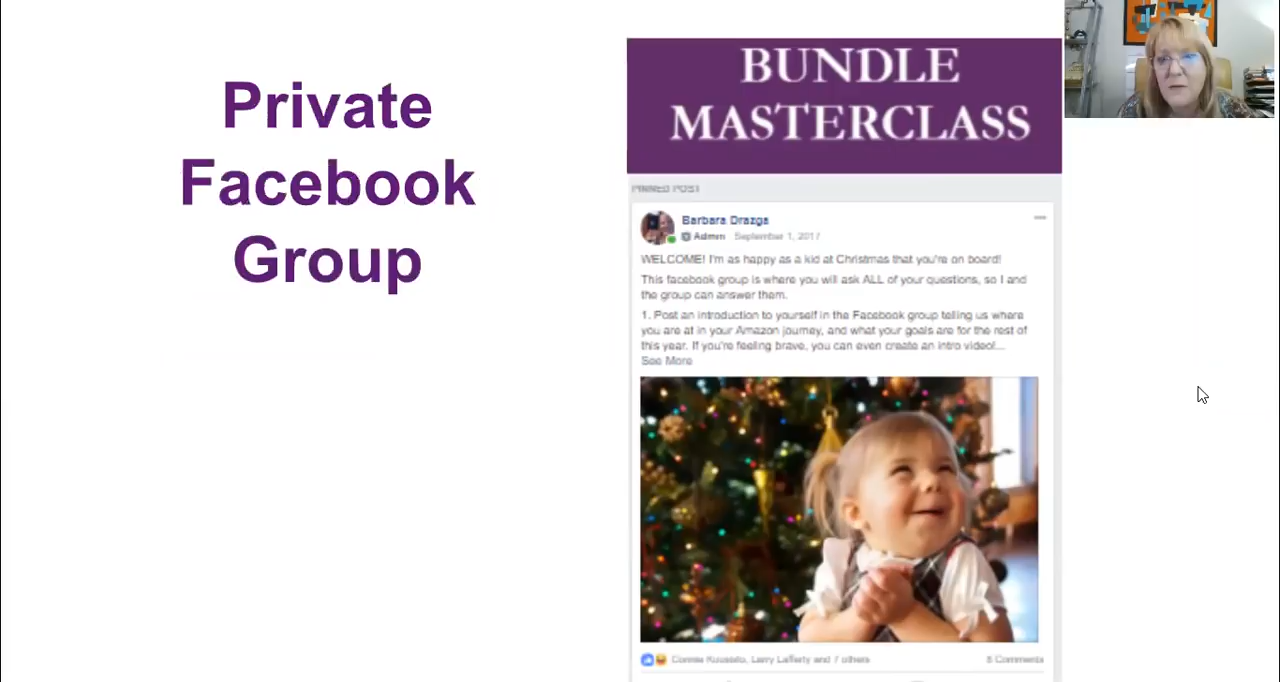 Private
Facebook
Group
BUNDLE
MASTERCLASS
PINNED POST
Barbara Drazga
Admin September 1, 2017
WELCOME! I'm as happy as a kid at Christmas that you're on board!
This facebook group is where you will ask ALL of your questions, so I and
the group can answer them.
1. Post an introduction to yourself in the Facebook group telling us where
you are at in your Amazon journey, and what your goals are for the rest of
this year. If you're feeling brave, you can even create an intro video!...
See More
Connie Larry Lafferty and 7 others
Comments